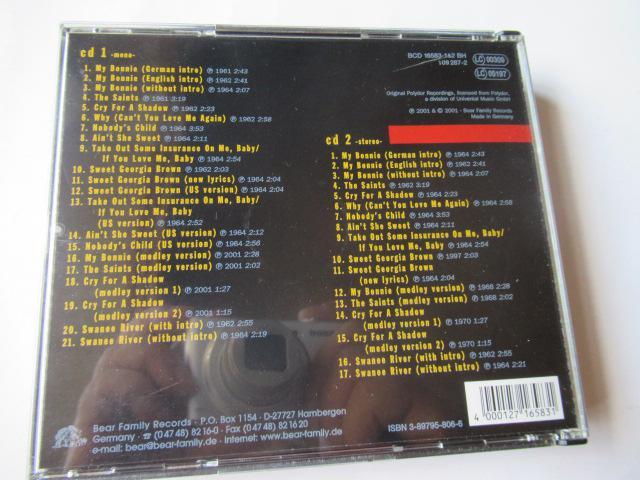 cd 1 -mono-
1. My Bonnie (German intro) ℗ 1961 2:43
2. My Bonnie (English intro) ℗ 1962 2:41
3. My Bonnie (without intro) ℗ 1964 2:07
4. The Saints ℗ 1961 3:19
5. Cry For A Shadow ℗ 1962 2:23
6. Why (Can't You Love Me Again) ℗ 1962 2:58
7. Nobody's Child ℗ 1964 3:53
8. Ain't She Sweet ℗ 1964 2:11
9. Take Out Some Insurance On Me, Baby/
If You Love Me, Baby ℗ 1964 2:54
10. Sweet Georgia Brown ℗ 1962 2:03
11. Sweet Georgia Brown (new lyrics) ℗ 1964 2:04
12. Sweet Georgia Brown (US version) ℗ 1964 2:04
13. Take Out Some Insurance On Me, Baby/
If You Love Me, Baby
(US version) ℗ 1964 2:52
14. Ain't She Sweet (US version) ℗ 1964 2:12
15. Nobody's Child (US version) ℗ 1964 2:56
16. My Bonnie (medley version) ℗ 2001 2:28
17. The Saints (medley version) ℗ 2001 2:02
18. Cry For A Shadow
(medley version 1) ℗ 2001 1:27
19. Cry For A Shadow
(medley version 2) ℗ 2001 1:15
20. Swanee River (with intro) ℗ 1962 2:55
21. Swanee River (without intro) ℗ 1964 2:19
BCD 16583-1&2 BH
109 287-2
LC 00309
LC 05197
Original Polydor Recordings, licensed from Polydor,
a division of Universal Music GmbH
℗ 2001 & © 2001 - Bear Family Records
Made in Germany
cd 2 -stereo-
1. My Bonnie (German intro) ℗ 1964 2:43
2. My Bonnie (English intro) ℗ 1964 2:41
3. My Bonnie (without intro) ℗ 1964 2:07
4. The Saints ℗ 1962 3:19
5. Cry For A Shadow ℗ 1964 2:23
6. Why (Can't You Love Me Again) ℗ 1964 2:58
7. Nobody's Child ℗ 1964 3:53
8. Ain't She Sweet ℗ 1964 2:11
9. Take Out Some Insurance On Me, Baby/
If You Love Me, Baby ℗ 1964 2:54
10. Sweet Georgia Brown ℗ 1997 2:03
11. Sweet Georgia Brown
(new lyrics) ℗ 1964 2:04
12. My Bonnie (medley version) ℗ 1968 2:28
13. The Saints (medley version) ℗ 1968 2:02
14. Cry For A Shadow
(medley version 1) ℗ 1970 1:27
15. Cry For A Shadow
(medley version 2) ℗ 1970 1:15
16. Swanee River (with intro) ℗ 1962 2:55
17. Swanee River (without intro) ℗ 1964 2:21
Bear Family Records · P.O. Box 1154 · D-27727 Hambergen
Germany · ☎ (047 48) 82 16-0 · Fax (047 48) 82 16 20
e-mail: bear@bear-family.de · Internet: www.bear-family.de
ISBN 3-89795-806-6
4 000127 165831